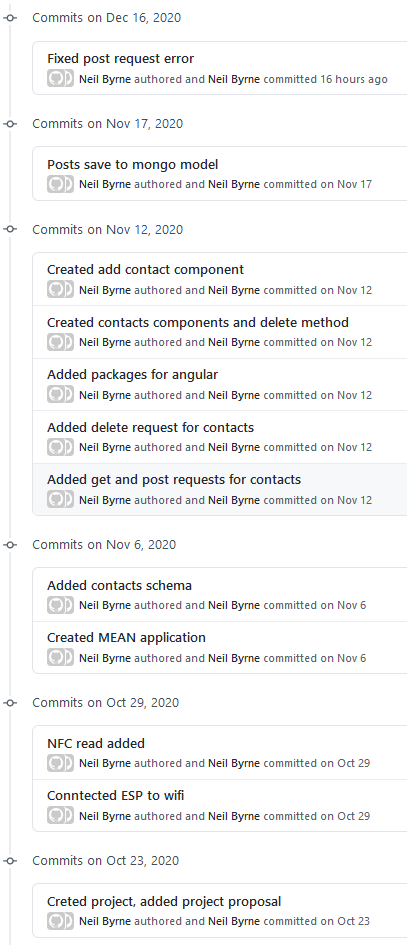 Commits on Dec 16, 2020
Fixed post request error
Neil Byrne authored and Neil Byrne committed 16 hours ago
Commits on Nov 17, 2020
Posts save to mongo model
Neil Byrne authored and Neil Byrne committed on Nov 17
Commits on Nov 12, 2020
Created add contact component
Neil Byrne authored and Neil Byrne committed on Nov 12
Created contacts components and delete method
Neil Byrne authored and Neil Byrne committed on Nov 12
Added packages for angular
Neil Byrne authored and Neil Byrne committed on Nov 12
Added delete request for contacts
Neil Byrne authored and Neil Byrne committed on Nov 12
Added get and post requests for contacts
Neil Byrne authored and Neil Byrne committed on Nov 12
Commits on Nov 6, 2020
Added contacts schema
Neil Byrne authored and Neil Byrne committed on Nov 6
Created MEAN application
Neil Byrne authored and Neil Byrne committed on Nov 6
Commits on Oct 29, 2020
NFC read added
Neil Byrne authored and Neil Byrne committed on Oct 29
Conntected ESP to wifi
Neil Byrne authored and Neil Byrne committed on Oct 29
Commits on Oct 23, 2020
Creted project, added project proposal
Neil Byrne authored and Neil Byrne committed on Oct 23